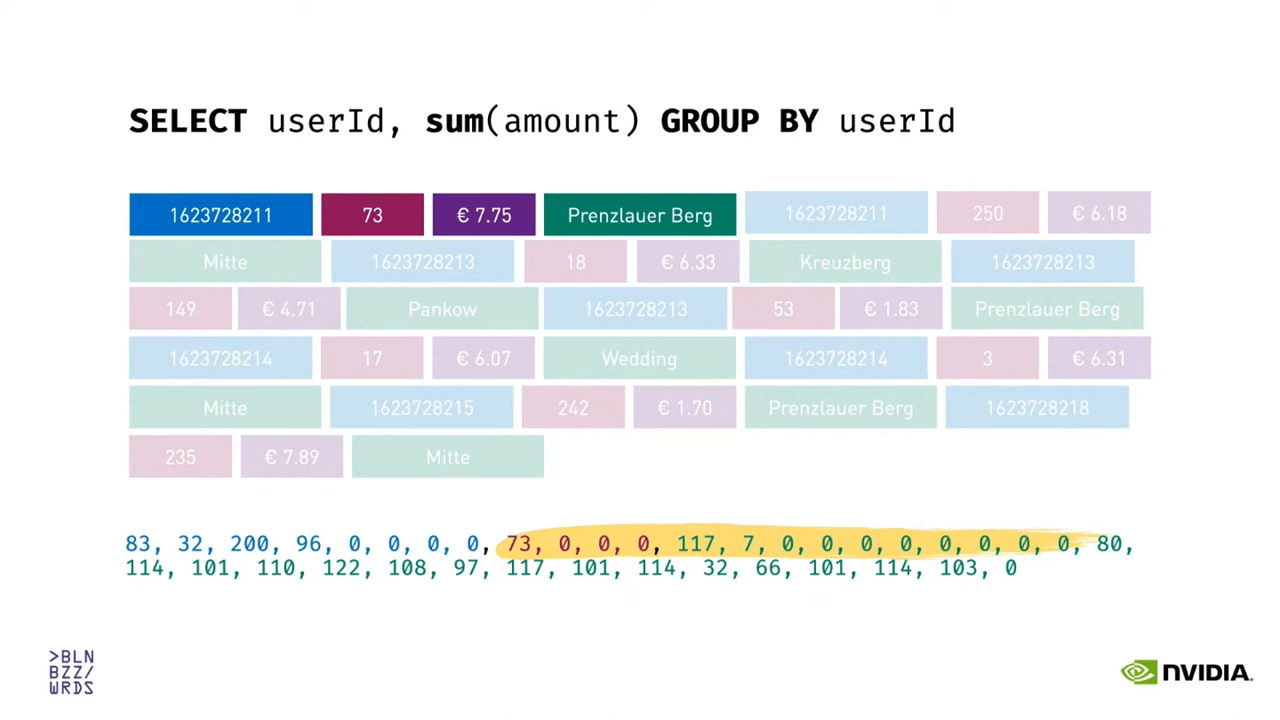 SELECT userId, sum(amount) GROUP BY userId
1623728211 73 € 7.75 Prenzlauer Berg 1623728211 250 € 6.18
Mitte 1623728213 18 € 6.33 Kreuzberg 1623728213
149 € 4.71 Pankow 1623728213 53 € 1.83 Prenzlauer Berg
1623728214 17 € 6.07 Wedding 1623728214 3 € 6.31
Mitte 1623728215 242 € 1.70 Prenzlauer Berg 1623728218
235 € 7.89 Mitte
83, 32, 200, 96, 0, 0, 0, 0, 73, 0, 0, 0, 117, 7, 0, 0, 0, 0, 0, 0, 0, 0, 80,
114, 101, 110, 122, 108, 97, 117, 101, 114, 32, 66, 101, 114, 103, 0
>BLN
BZZ/
WRDS
NVIDIA.